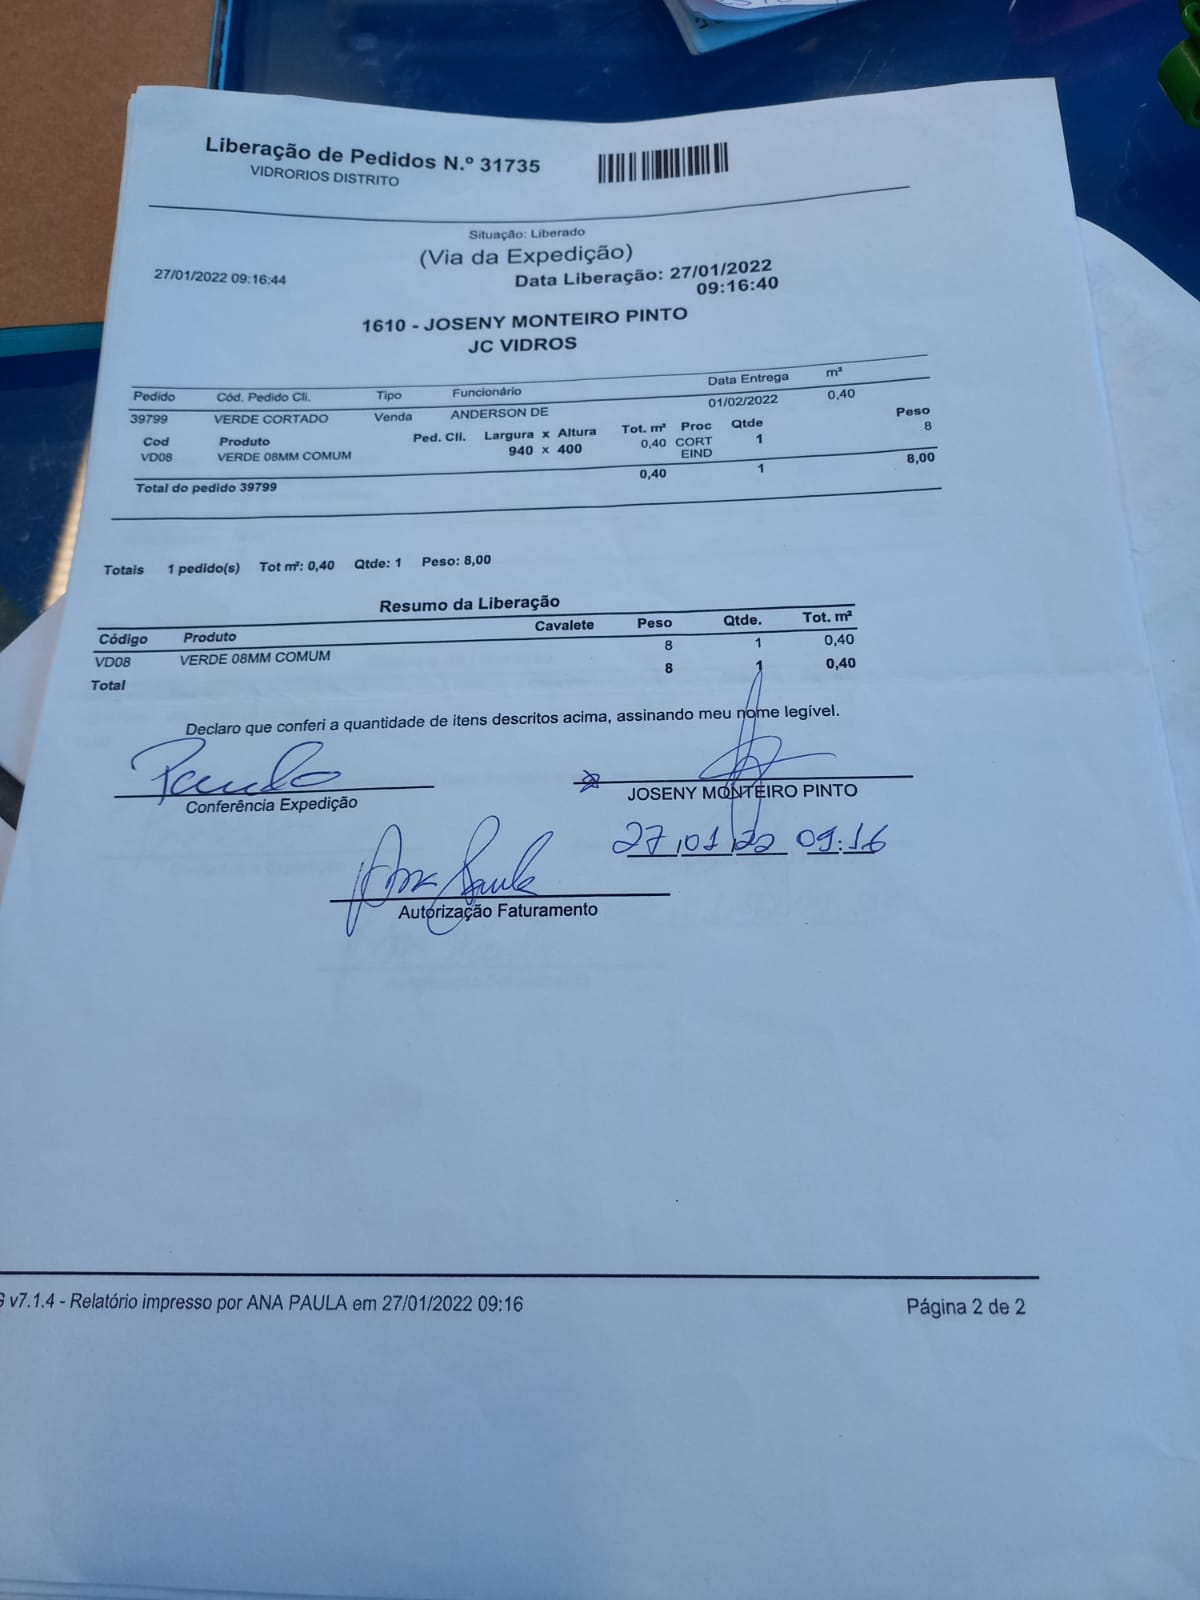 Liberação de Pedidos N.º 31735
VIDRORIOS DISTRITO
Situação: Liberado
(Via da Expedição)
27/01/2022 09:16:44
Data Liberação: 27/01/2022
09:16:40
1610 - JOSENY MONTEIRO PINTO
JC VIDROS
Pedido Cód. Pedido Cli. Tipo Funcionário Data Entrega m²
39799 VERDE CORTADO Venda ANDERSON DE 01/02/2022 0,40
Cod Produto Ped. Cli. Largura x Altura Tot. m² Proc Qtde Peso
VD08 VERDE 08MM COMUM 940 x 400 0,40 CORT 1 8
EIND
Total do pedido 39799 0,40 1 8,00
Totais 1 pedido(s) Tot m²: 0,40 Qtde: 1 Peso: 8,00
Resumo da Liberação
Código Produto Cavalete Peso Qtde. Tot. m²
VD08 VERDE 08MM COMUM 8 1 0,40
Total 8 1 0,40
Declaro que conferi a quantidade de itens descritos acima, assinando meu nome legível.
Conferência Expedição
JOSENY MONTEIRO PINTO
27/01/22 09:16
Ana Paula
Autorização Faturamento
v7.1.4 - Relatório impresso por ANA PAULA em 27/01/2022 09:16
Página 2 de 2